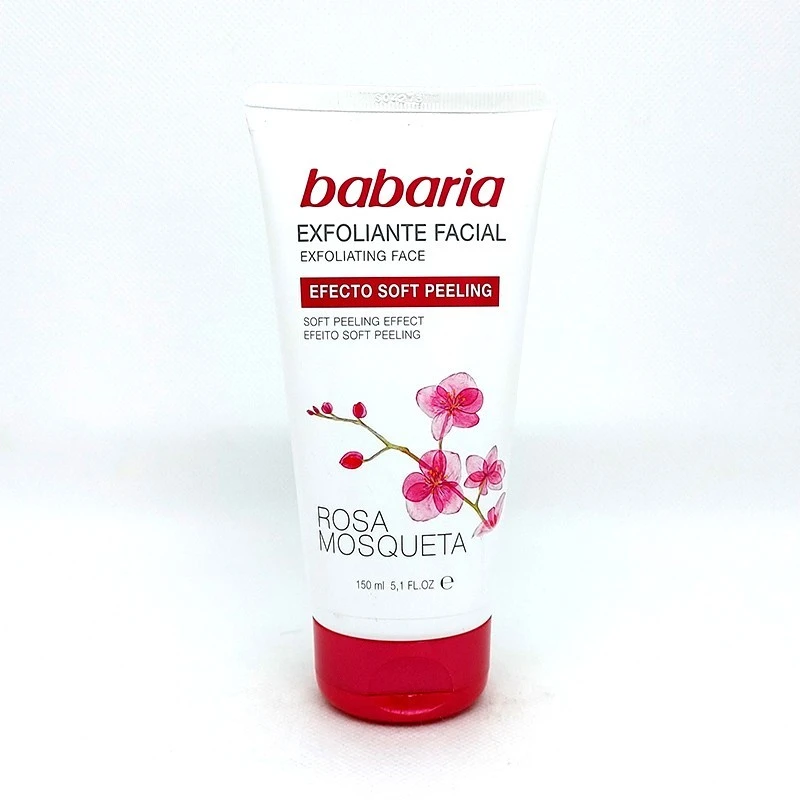 babaria
EXFOLIANTE FACIAL
EXFOLIATING FACE
EFECTO SOFT PEELING
SOFT PEELING EFFECT
EFEITO SOFT PEELING
ROSA
MOSQUETA
150 ml 5,1 FL.OZ ℮